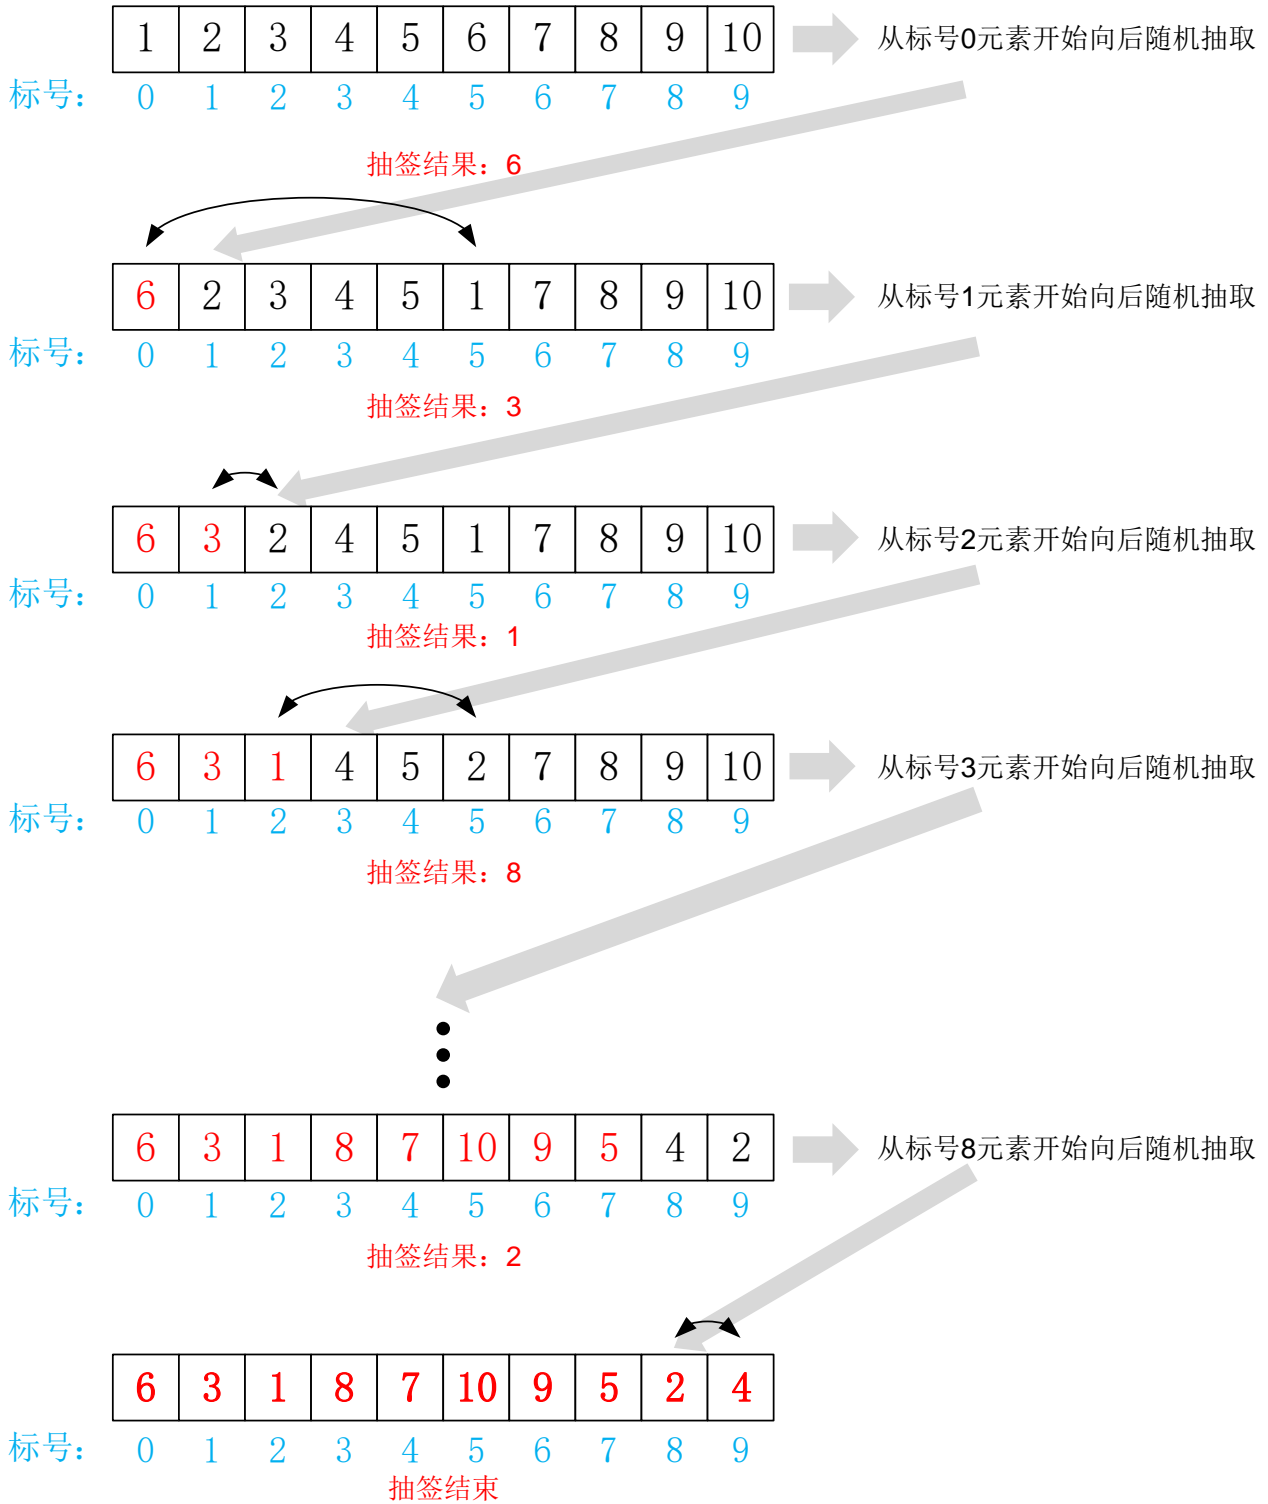 1 2 3 4 5 6 7 8 9 10 从标号0元素开始向后随机抽取
标号： 0 1 2 3 4 5 6 7 8 9
抽签结果：6
6 2 3 4 5 1 7 8 9 10 从标号1元素开始向后随机抽取
标号： 0 1 2 3 4 5 6 7 8 9
抽签结果：3
6 3 2 4 5 1 7 8 9 10 从标号2元素开始向后随机抽取
标号： 0 1 2 3 4 5 6 7 8 9
抽签结果：1
6 3 1 4 5 2 7 8 9 10 从标号3元素开始向后随机抽取
标号： 0 1 2 3 4 5 6 7 8 9
抽签结果：8
6 3 1 8 7 10 9 5 4 2 从标号8元素开始向后随机抽取
标号： 0 1 2 3 4 5 6 7 8 9
抽签结果：2
6 3 1 8 7 10 9 5 2 4
标号： 0 1 2 3 4 5 6 7 8 9
抽签结束